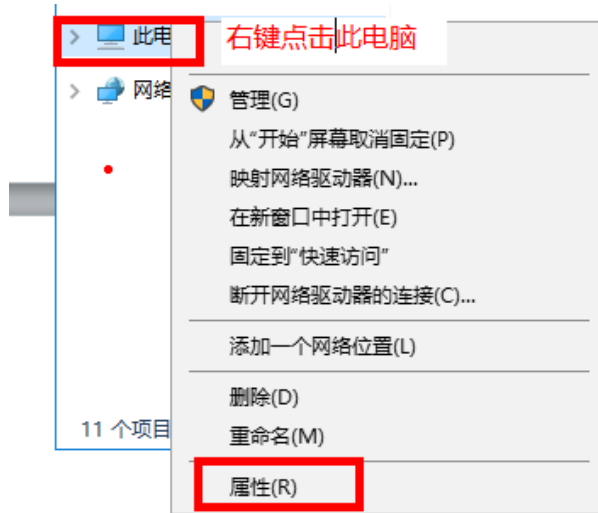 此电
右键点击此电脑
网络
管理(G)
从"开始"屏幕取消固定(P)
映射网络驱动器(N)...
在新窗口中打开(E)
固定到"快速访问"
断开网络驱动器的连接(C)...
添加一个网络位置(L)
删除(D)
11 个项目
重命名(M)
属性(R)